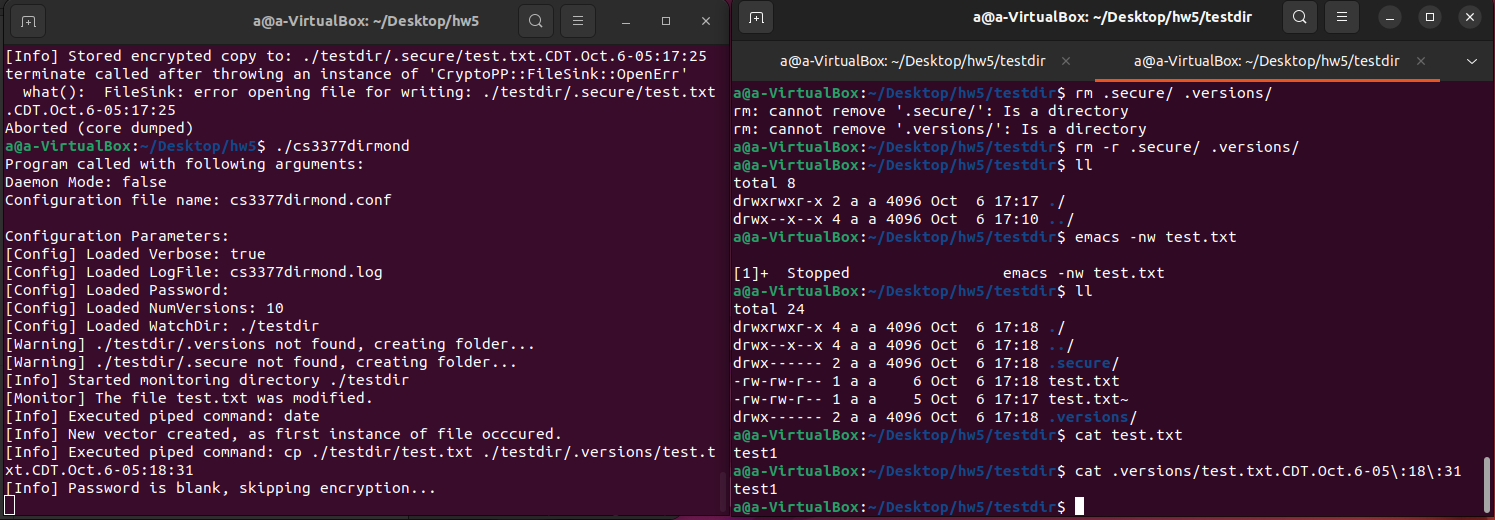 a@a-VirtualBox: ~/Desktop/hw5
[Info] Stored encrypted copy to: ./testdir/.secure/test.txt.CDT.Oct.6-05:17:25
terminate called after throwing an instance of 'CryptoPP::FileSink::OpenErr'
  what():  FileSink: error opening file for writing: ./testdir/.secure/test.txt
.CDT.Oct.6-05:17:25
Aborted (core dumped)
a@a-VirtualBox:~/Desktop/hw5$ ./cs3377dirmond
Program called with following arguments:
Daemon Mode: false
Configuration file name: cs3377dirmond.conf

Configuration Parameters:
[Config] Loaded Verbose: true
[Config] Loaded LogFile: cs3377dirmond.log
[Config] Loaded Password:
[Config] Loaded NumVersions: 10
[Config] Loaded WatchDir: ./testdir
[Warning] ./testdir/.versions not found, creating folder...
[Warning] ./testdir/.secure not found, creating folder...
[Info] Started monitoring directory ./testdir
[Monitor] The file test.txt was modified.
[Info] Executed piped command: date
[Info] New vector created, as first instance of file occcured.
[Info] Executed piped command: cp ./testdir/test.txt ./testdir/.versions/test.t
xt.CDT.Oct.6-05:18:31
[Info] Password is blank, skipping encryption...
a@a-VirtualBox: ~/Desktop/hw5/testdir
a@a-VirtualBox: ~/Desktop/hw5/testdir
a@a-VirtualBox: ~/Desktop/hw5/testdir
a@a-VirtualBox:~/Desktop/hw5/testdir$ rm .secure/ .versions/
rm: cannot remove '.secure/': Is a directory
rm: cannot remove '.versions/': Is a directory
a@a-VirtualBox:~/Desktop/hw5/testdir$ rm -r .secure/ .versions/
a@a-VirtualBox:~/Desktop/hw5/testdir$ ll
total 8
drwxrwxr-x 2 a a 4096 Oct  6 17:17 ./
drwx--x--x 4 a a 4096 Oct  6 17:10 ../
a@a-VirtualBox:~/Desktop/hw5/testdir$ emacs -nw test.txt

[1]+  Stopped                 emacs -nw test.txt
a@a-VirtualBox:~/Desktop/hw5/testdir$ ll
total 24
drwxrwxr-x 4 a a 4096 Oct  6 17:18 ./
drwx--x--x 4 a a 4096 Oct  6 17:18 ../
drwx------ 2 a a 4096 Oct  6 17:18 .secure/
-rw-rw-r-- 1 a a    6 Oct  6 17:18 test.txt
-rw-rw-r-- 1 a a    5 Oct  6 17:17 test.txt~
drwx------ 2 a a 4096 Oct  6 17:18 .versions/
a@a-VirtualBox:~/Desktop/hw5/testdir$ cat test.txt
test1
a@a-VirtualBox:~/Desktop/hw5/testdir$ cat .versions/test.txt.CDT.Oct.6-05\:18\:31
test1
a@a-VirtualBox:~/Desktop/hw5/testdir$